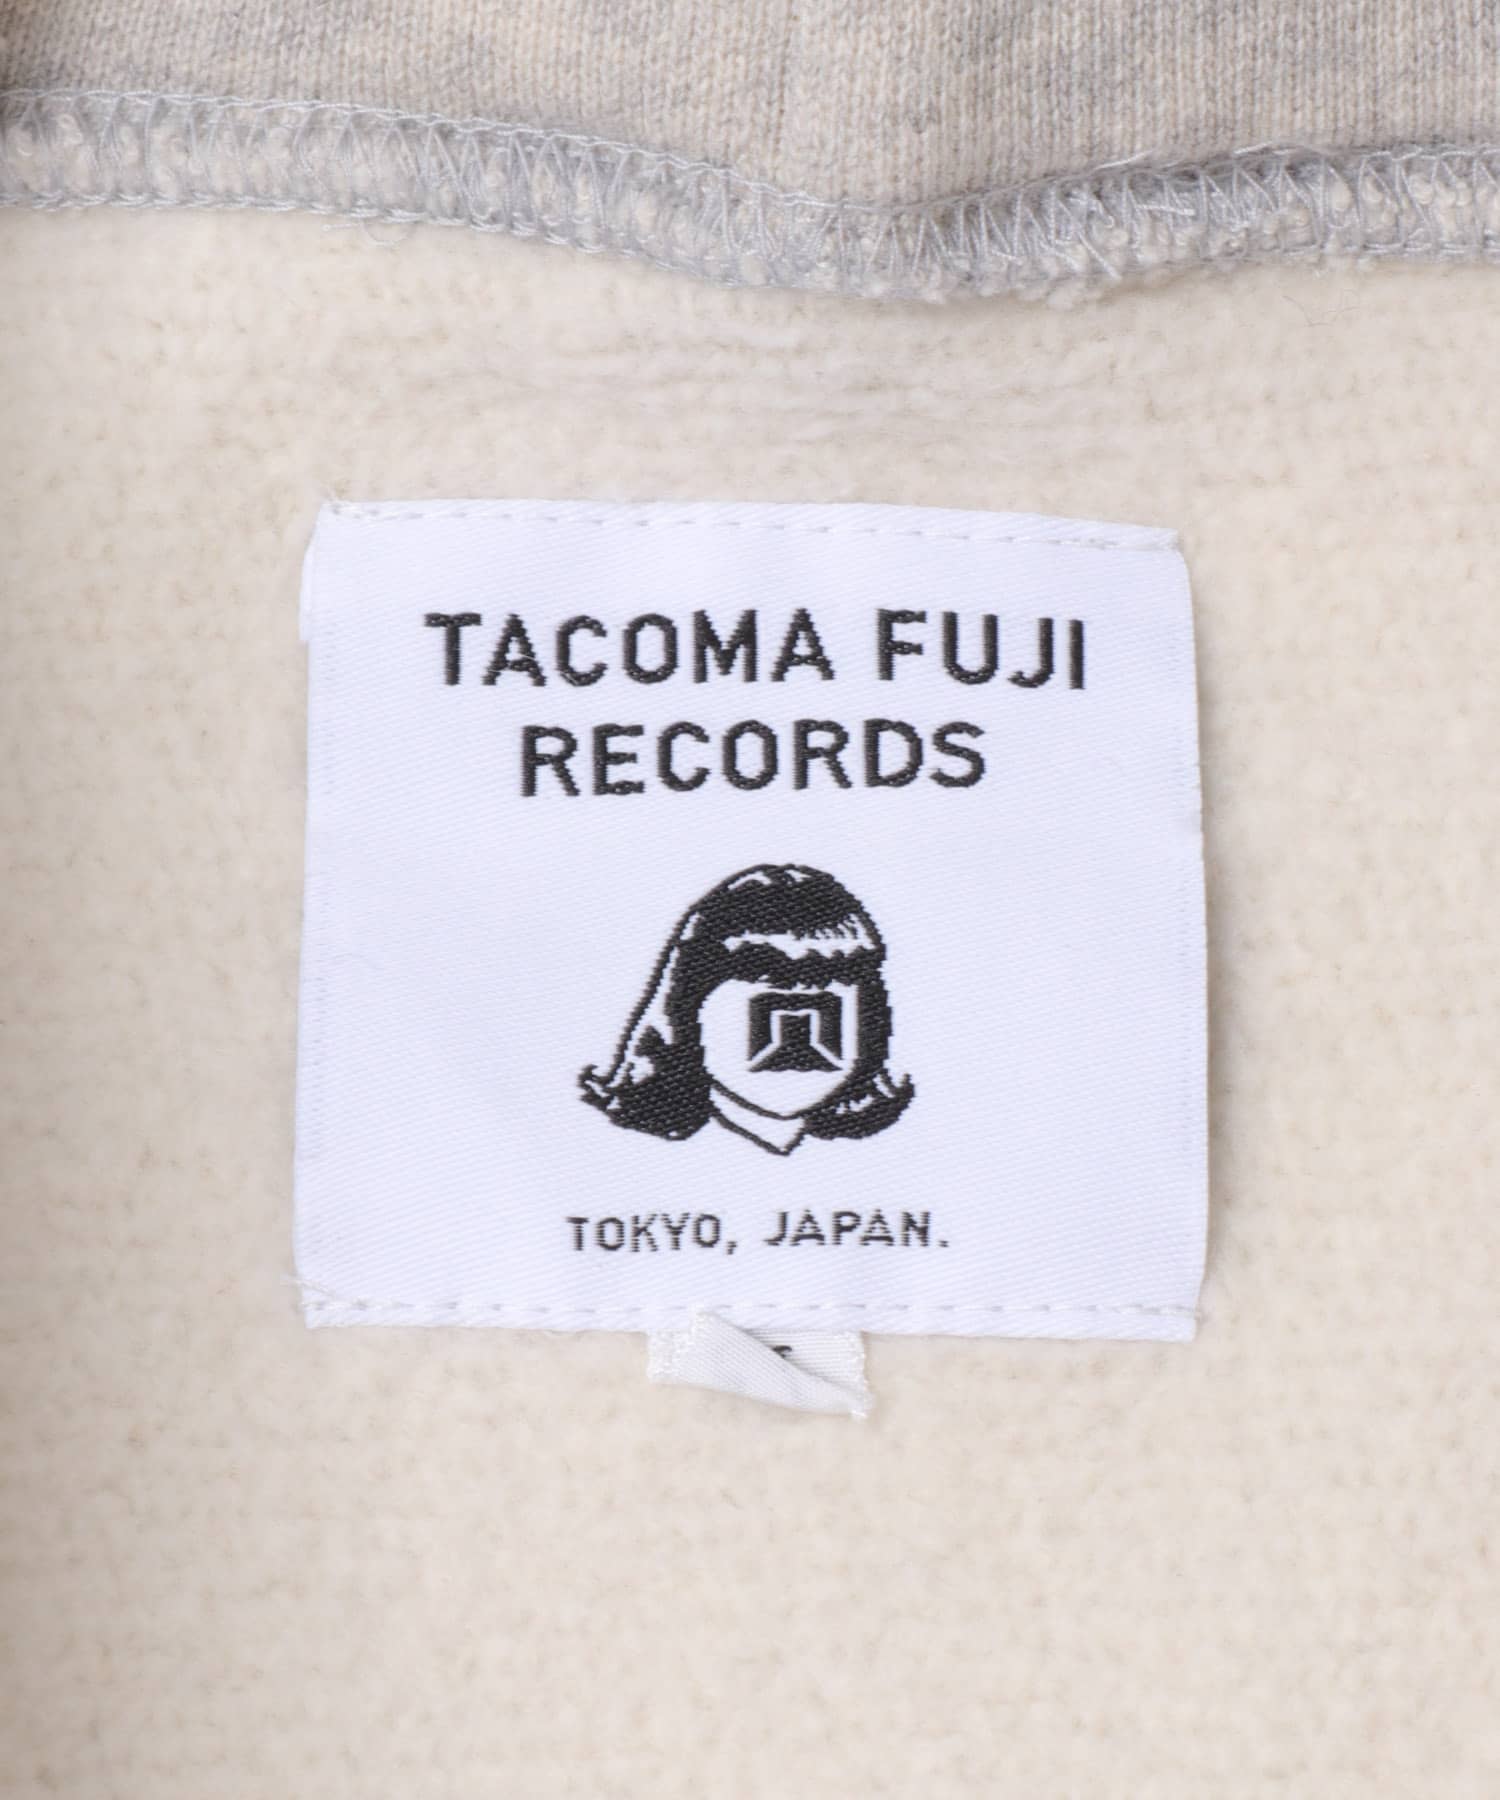 TACOMA FUJI
RECORDS
TOKYO, JAPAN.